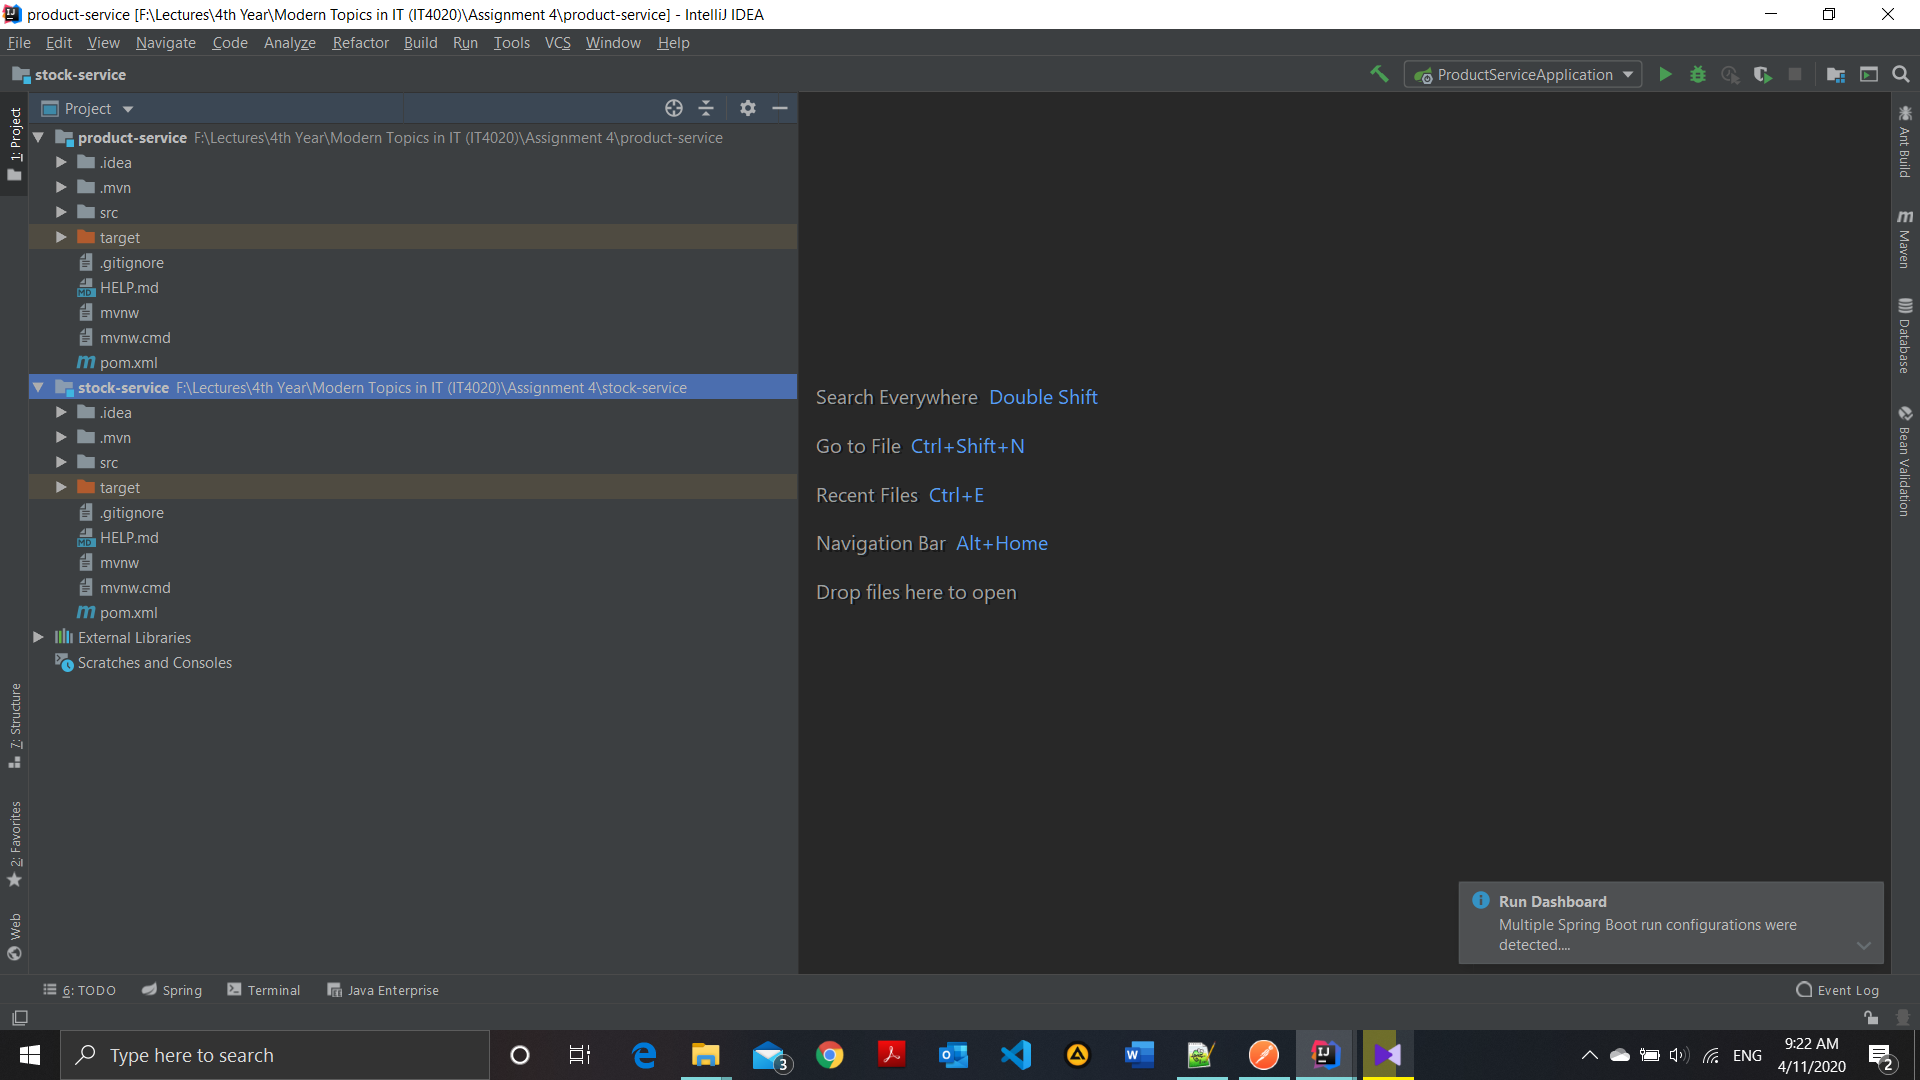 product-service [F:\Lectures\4th Year\Modern Topics in IT (IT4020)\Assignment 4\product-service] - IntelliJ IDEA
File Edit View Navigate Code Analyze Refactor Build Run Tools VCS Window Help
stock-service
ProductServiceApplication
Project
1: Project
product-service F:\Lectures\4th Year\Modern Topics in IT (IT4020)\Assignment 4\product-service
.idea
.mvn
src
target
.gitignore
HELP.md
mvnw
mvnw.cmd
pom.xml
stock-service F:\Lectures\4th Year\Modern Topics in IT (IT4020)\Assignment 4\stock-service
.idea
.mvn
src
target
.gitignore
HELP.md
mvnw
mvnw.cmd
pom.xml
External Libraries
Scratches and Consoles
7: Structure
2: Favorites
Web
Search Everywhere Double Shift
Go to File Ctrl+Shift+N
Recent Files Ctrl+E
Navigation Bar Alt+Home
Drop files here to open
Ant Build
Maven
Database
Bean Validation
Run Dashboard
Multiple Spring Boot run configurations were
detected....
6: TODO Spring Terminal Java Enterprise Event Log
Type here to search
3
ENG
9:22 AM
4/11/2020
2